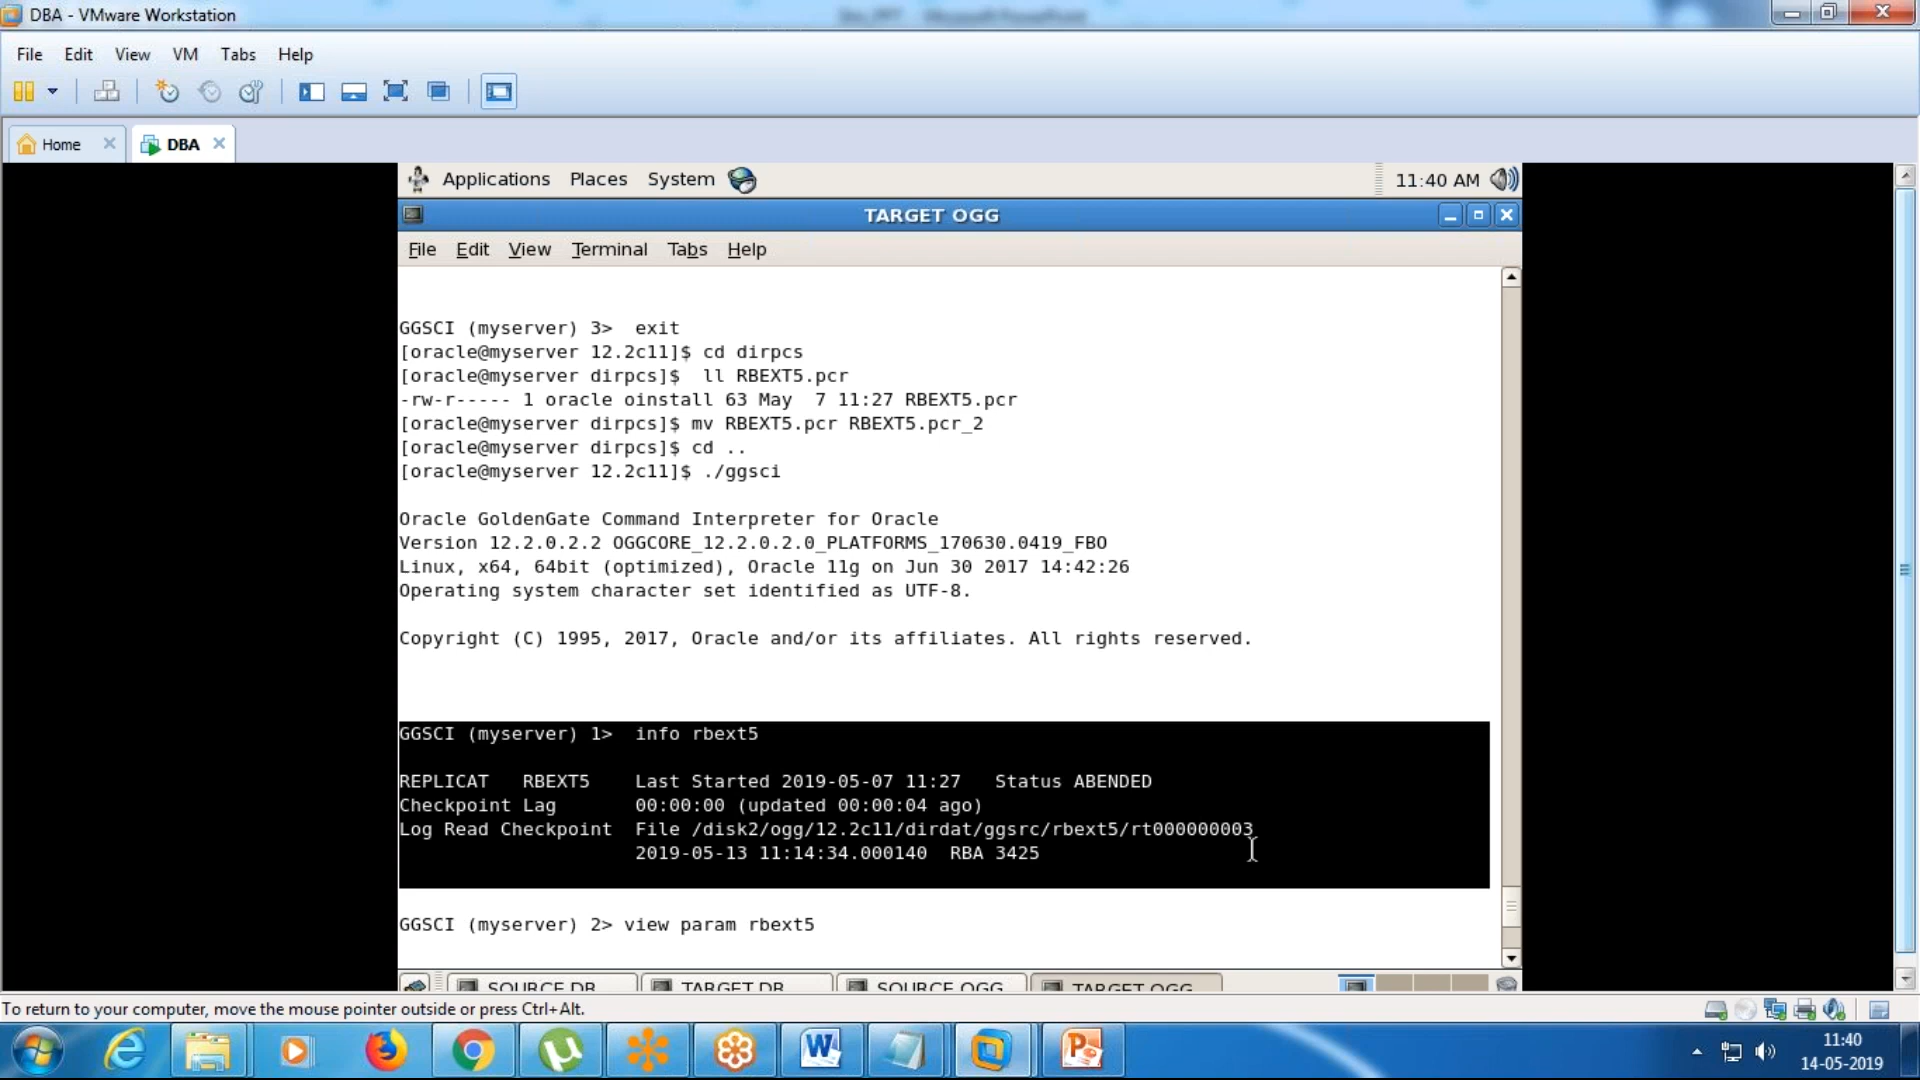 DBA - VMware Workstation
File Edit View VM Tabs Help
Home DBA
Applications Places System 11:40 AM
TARGET OGG
File Edit View Terminal Tabs Help
GGSCI (myserver) 3>  exit
[oracle@myserver 12.2c11]$ cd dirpcs
[oracle@myserver dirpcs]$  ll RBEXT5.pcr
-rw-r----- 1 oracle oinstall 63 May  7 11:27 RBEXT5.pcr
[oracle@myserver dirpcs]$ mv RBEXT5.pcr RBEXT5.pcr_2
[oracle@myserver dirpcs]$ cd ..
[oracle@myserver 12.2c11]$ ./ggsci
Oracle GoldenGate Command Interpreter for Oracle
Version 12.2.0.2.2 OGGCORE_12.2.0.2.0_PLATFORMS_170630.0419_FBO
Linux, x64, 64bit (optimized), Oracle 11g on Jun 30 2017 14:42:26
Operating system character set identified as UTF-8.
Copyright (C) 1995, 2017, Oracle and/or its affiliates. All rights reserved.
GGSCI (myserver) 1>  info rbext5
REPLICAT   RBEXT5    Last Started 2019-05-07 11:27   Status ABENDED
Checkpoint Lag       00:00:00 (updated 00:00:04 ago)
Log Read Checkpoint  File /disk2/ogg/12.2c11/dirdat/ggsrc/rbext5/rt000000003
2019-05-13 11:14:34.000140  RBA 3425
GGSCI (myserver) 2> view param rbext5
SOURCE DB TARGET DB SOURCE OGG TARGET OGG
To return to your computer, move the mouse pointer outside or press Ctrl+Alt.
11:40
14-05-2019